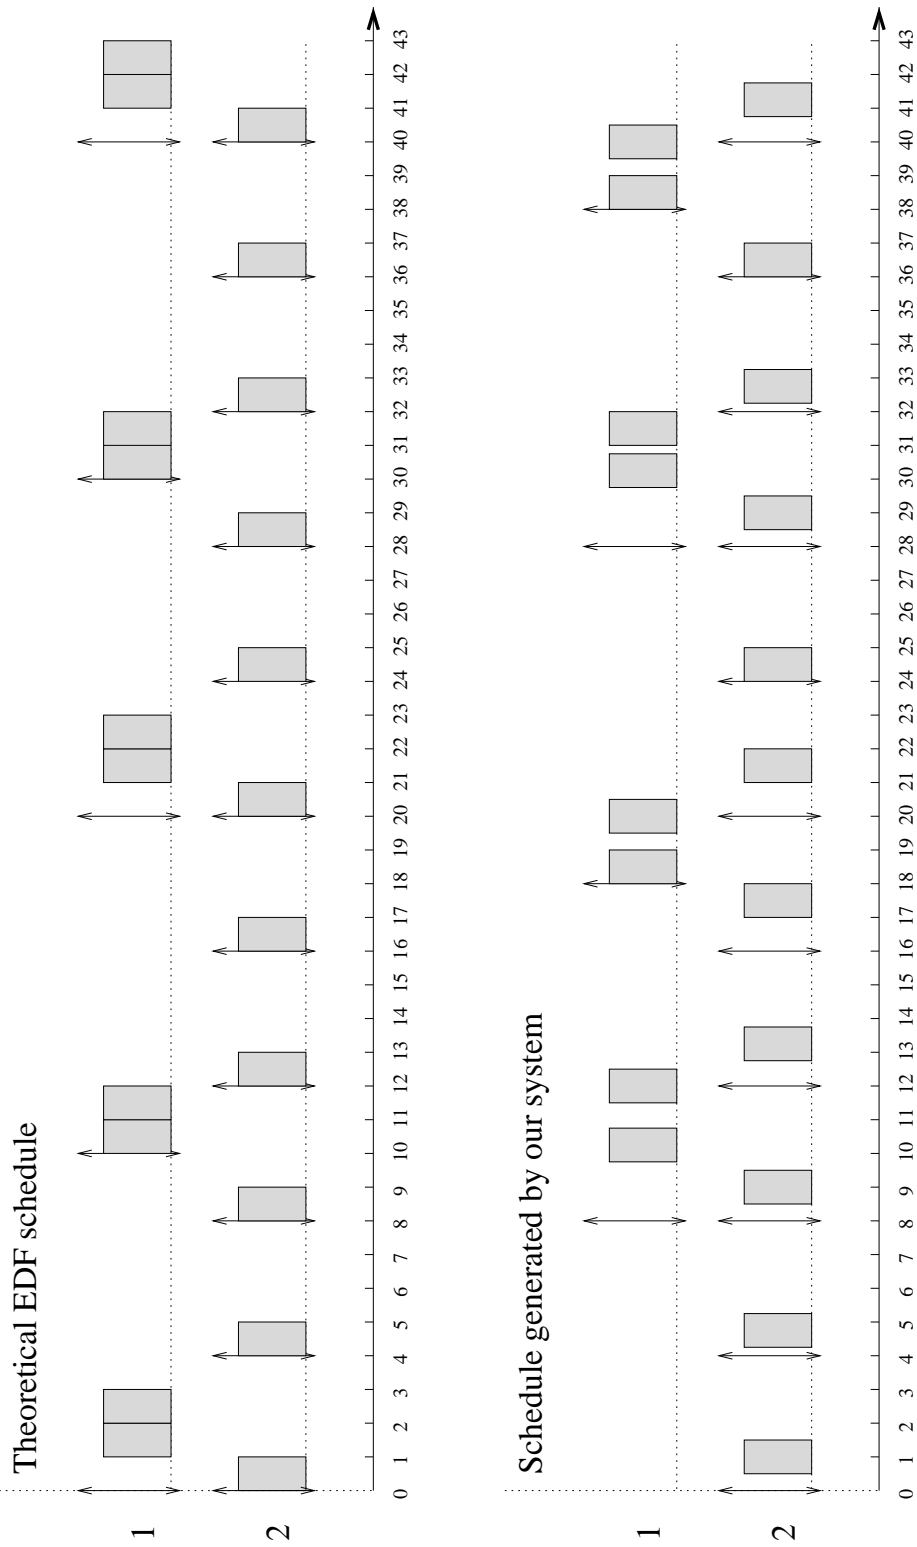 Theoretical EDF schedule
1
2
0 1 2 3 4 5 6 7 8 9 10 11 12 13 14 15 16 17 18 19 20 21 22 23 24 25 26 27 28 29 30 31 32 33 34 35 36 37 38 39 40 41 42 43
Schedule generated by our system
1
2
0 1 2 3 4 5 6 7 8 9 10 11 12 13 14 15 16 17 18 19 20 21 22 23 24 25 26 27 28 29 30 31 32 33 34 35 36 37 38 39 40 41 42 43